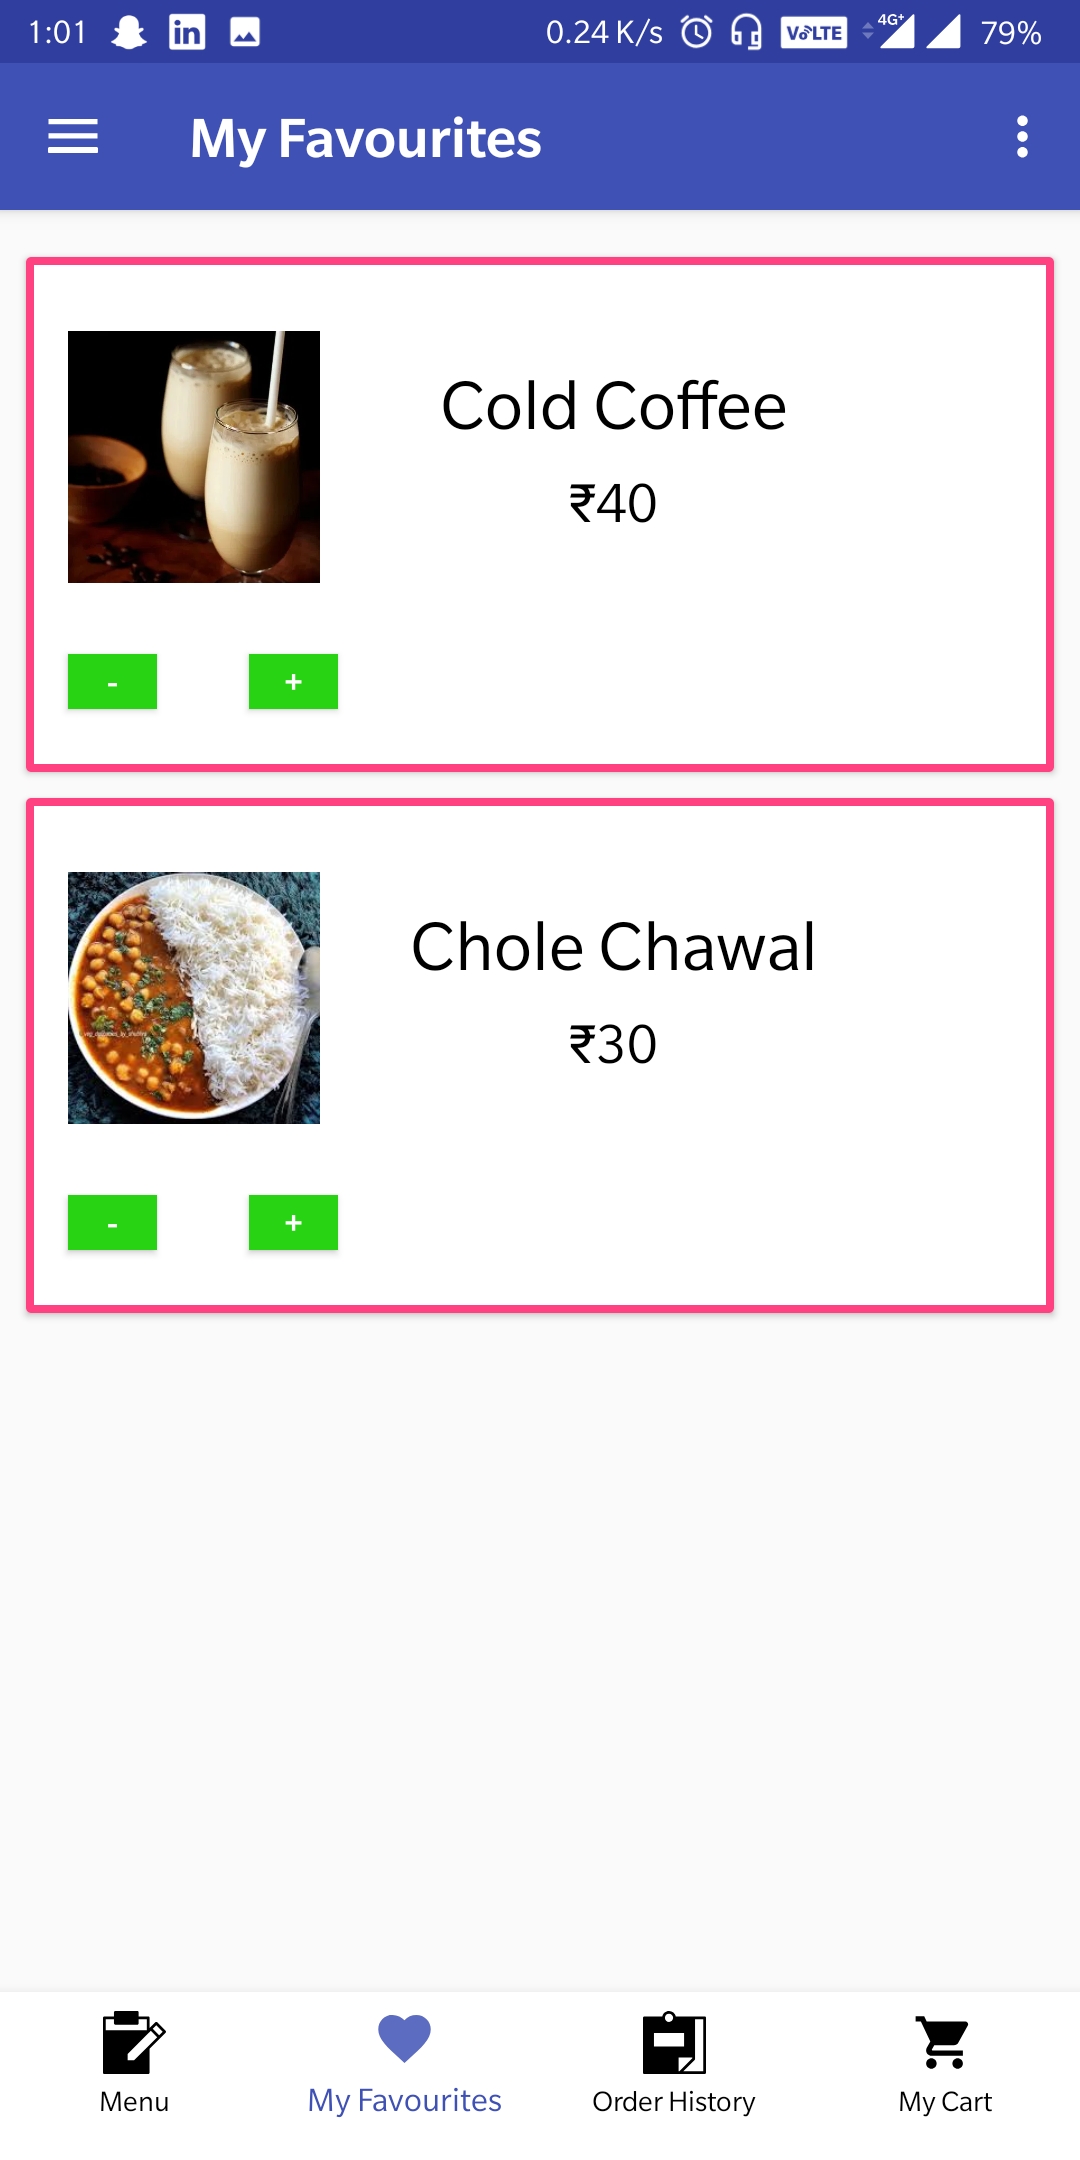 1:01 in 0.24 K/s VoLTE 4G+ 79%
My Favourites
Cold Coffee
₹40
- +
Chole Chawal
₹30
- +
Menu My Favourites Order History My Cart